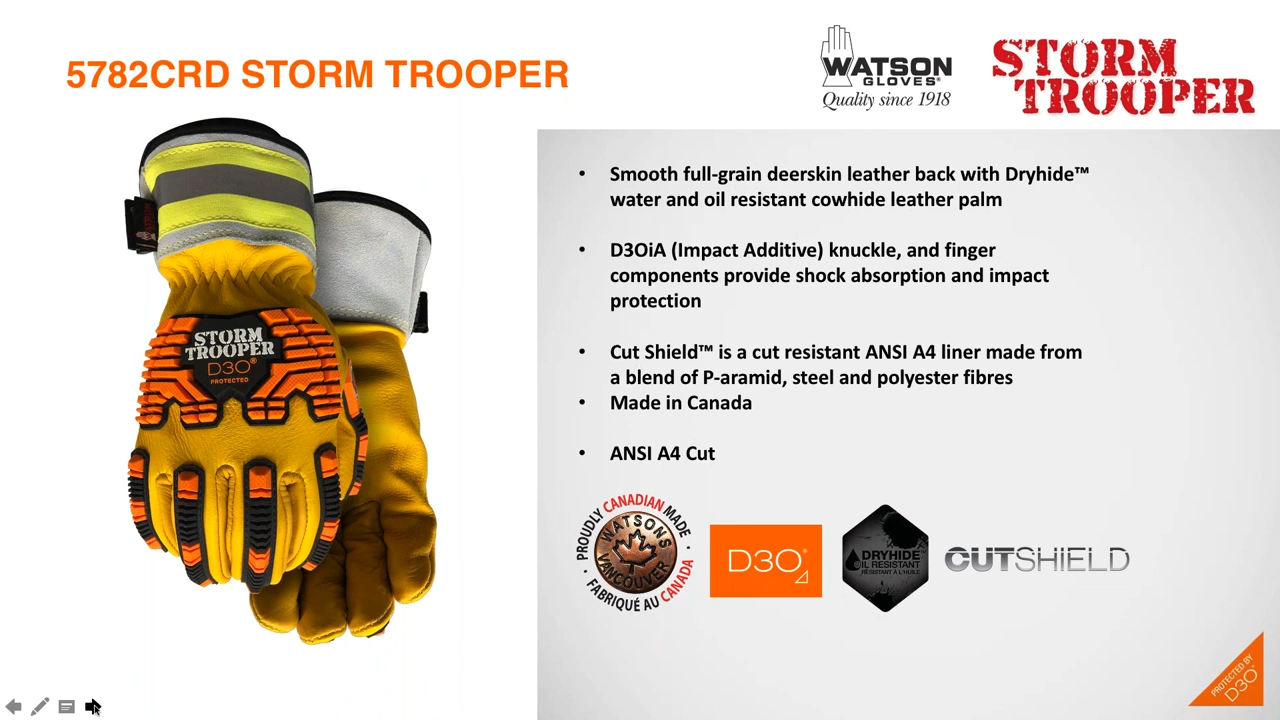 5782CRD STORM TROOPER
WATSON
GLOVES®
Quality since 1918
STORM
TROOPER
• Smooth full-grain deerskin leather back with Dryhide™
water and oil resistant cowhide leather palm
• D3OiA (Impact Additive) knuckle, and finger
components provide shock absorption and impact
protection
• Cut Shield™ is a cut resistant ANSI A4 liner made from
a blend of P-aramid, steel and polyester fibres
• Made in Canada
• ANSI A4 Cut
STORM
TROOPER
D3O®
PROTECTED
WATSON
PROUDLY CANADIAN MADE
WATSONS
VANCOUVER
FABRIQUÉ AU CANADA
D3O®
DRYHIDE
OIL RESISTANT
RÉSISTANT À L'HUILE
CUTSHIELD
PROTECTED BY
D3O®